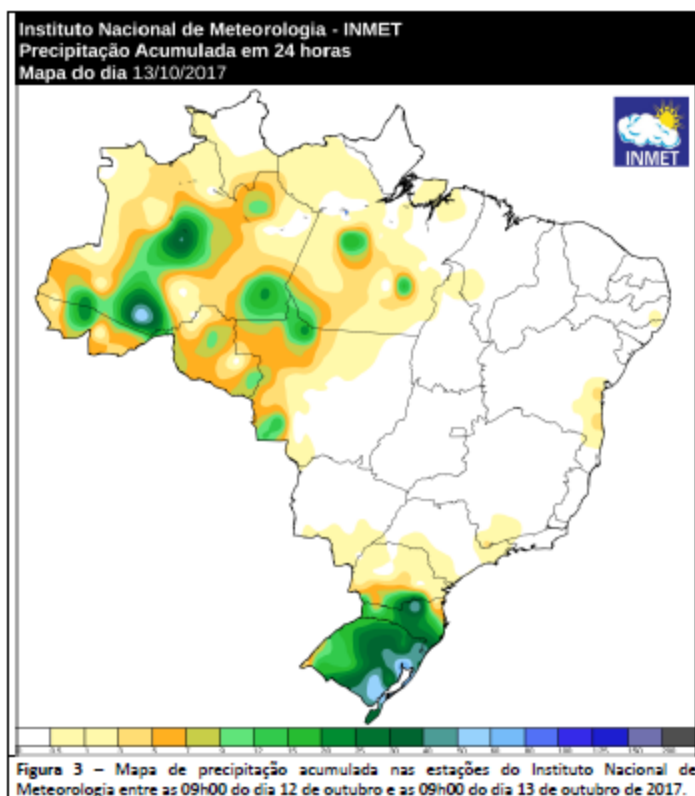 Instituto Nacional de Meteorologia - INMET
Precipitação Acumulada em 24 horas
Mapa do dia 13/10/2017
INMET
Figura 3 – Mapa de precipitação acumulada nas estações do Instituto Nacional de
Meteorologia entre as 09h00 do dia 12 de outubro e as 09h00 do dia 13 de outubro de 2017.